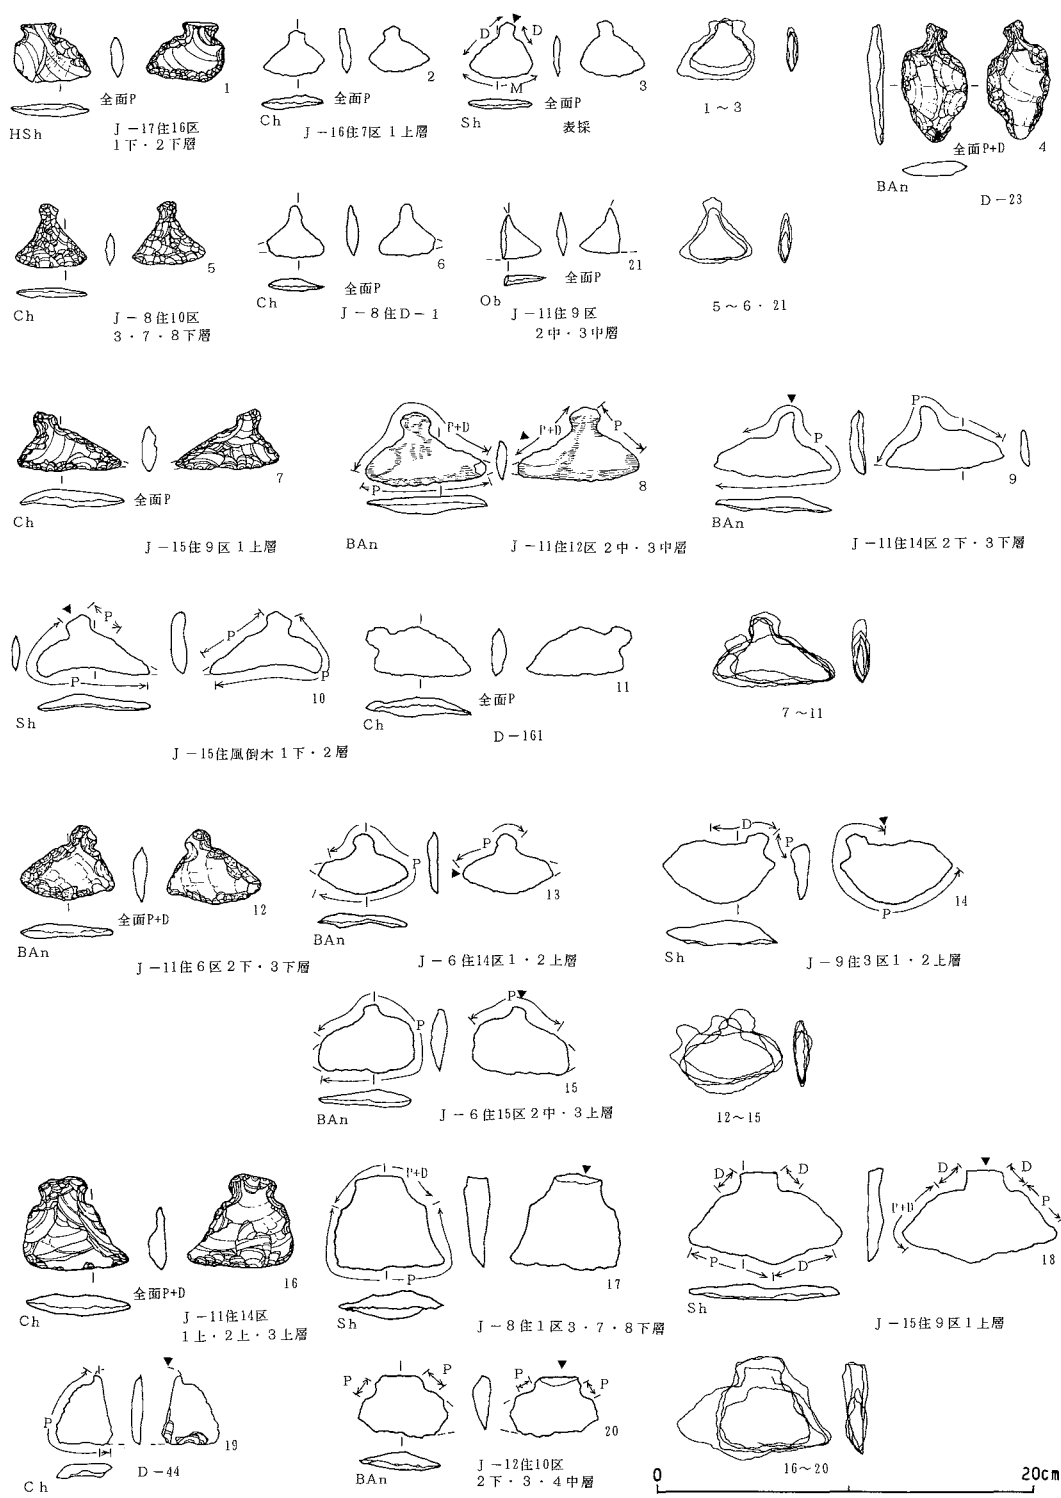 1
全面P
HSh
J-17住16区
1下・2下層
2
全面P
Ch
J-16住7区1上層
D
D
M
3
全面P
Sh
表採
1～3
4
全面P+D
BAn
D-23
5
Ch
J-8住10区
3・7・8下層
6
全面P
Ch
J-8住D-1
21
全面P
Ob
J-11住9区
2中・3中層
5～6・21
7
全面P
Ch
J-15住9区1上層
P+D
P
P+D
P
8
BAn
J-11住12区2中・3中層
P
P
9
BAn
J-11住14区2下・3下層
P
P
P
P
10
Sh
J-15住風倒木1下・2層
11
全面P
Ch
D-161
7～11
12
全面P+D
BAn
J-11住6区2下・3下層
P
P
13
BAn
J-6住14区1・2上層
D
P
P
14
Sh
J-9住3区1・2上層
P
P
15
BAn
J-6住15区2中・3上層
12～15
16
全面P+D
Ch
J-11住14区
1上・2上・3上層
P+D
P
17
Sh
J-8住1区3・7・8下層
D
D
P
D
D
D
P+D
P
18
Sh
J-15住9区1上層
P
19
Ch
D-44
P
P
P
P
20
BAn
J-12住10区
2下・3・4中層
16～20
0
20cm